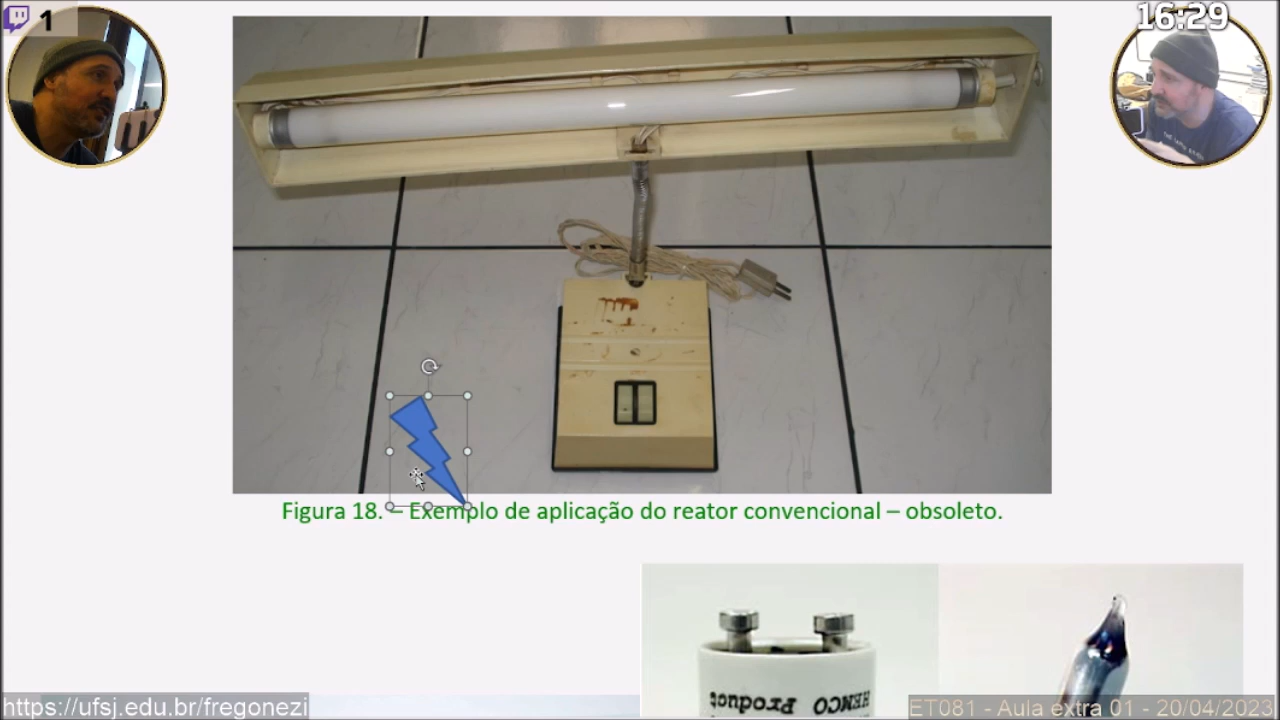 1
16:29
Figura 18. – Exemplo de aplicação do reator convencional – obsoleto.
HEMCO
Product
https://ufsj.edu.br/fregonezi
ET081 - Aula extra 01 - 20/04/2023